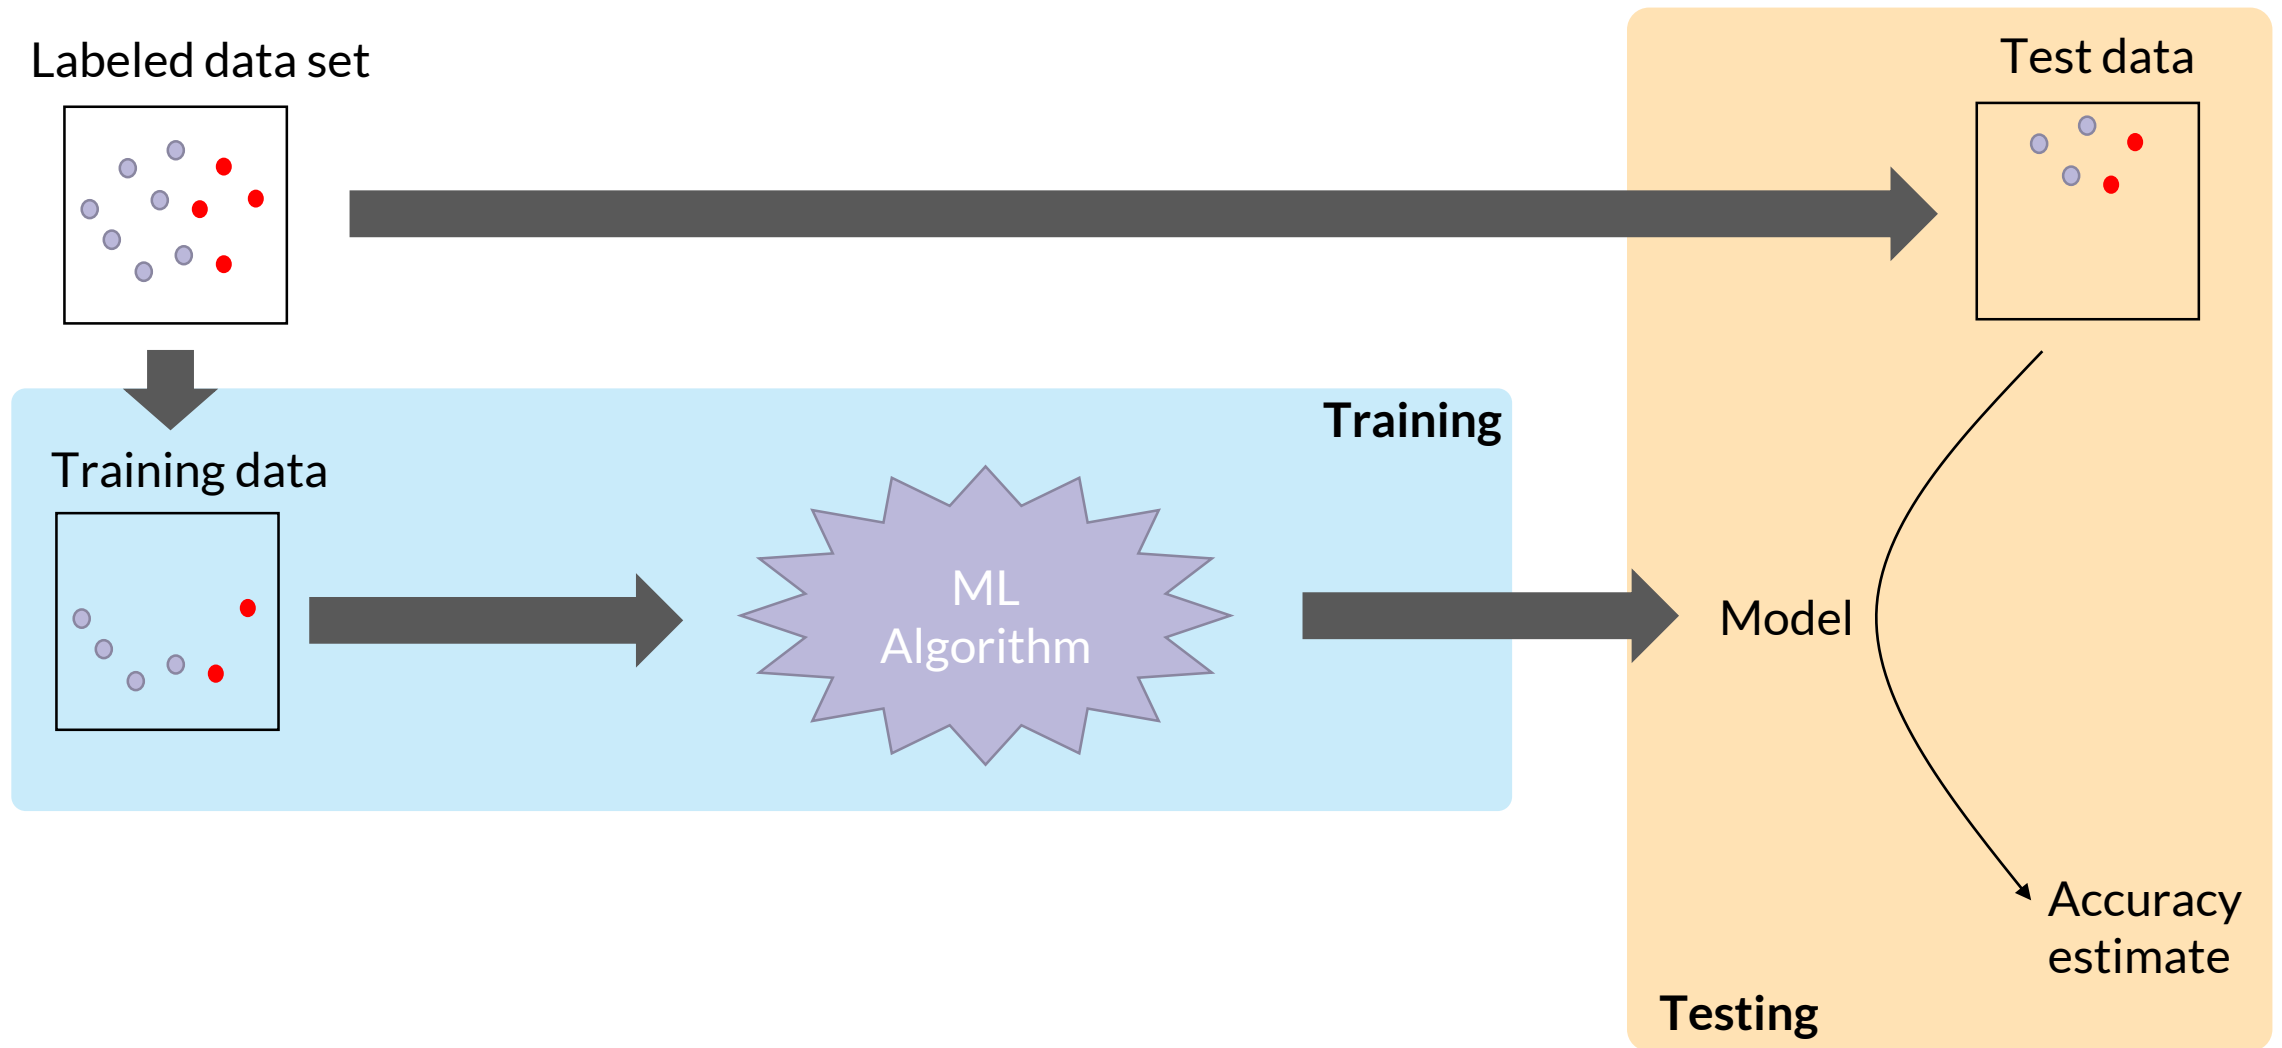 Labeled data set
Test data
Training
Training data
ML
Algorithm
Model
Accuracy
estimate
Testing